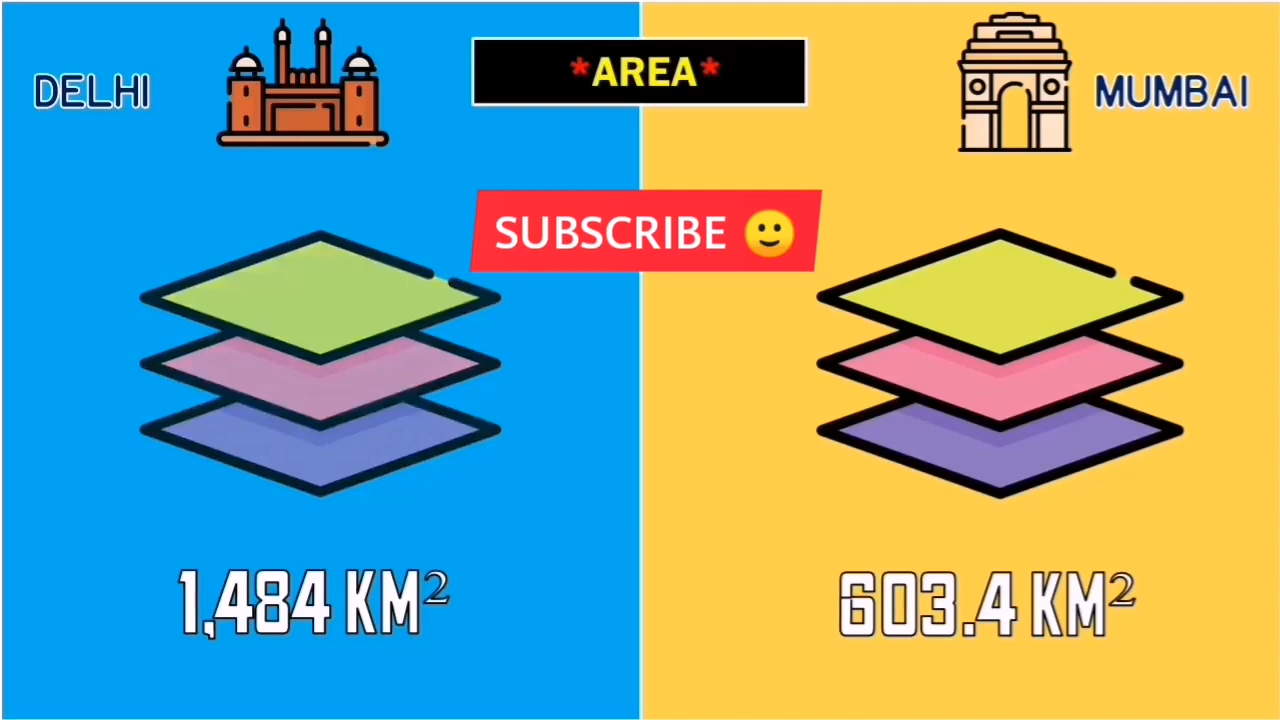 DELHI
*AREA*
MUMBAI
SUBSCRIBE 🙂
1,484 KM²
603.4 KM²